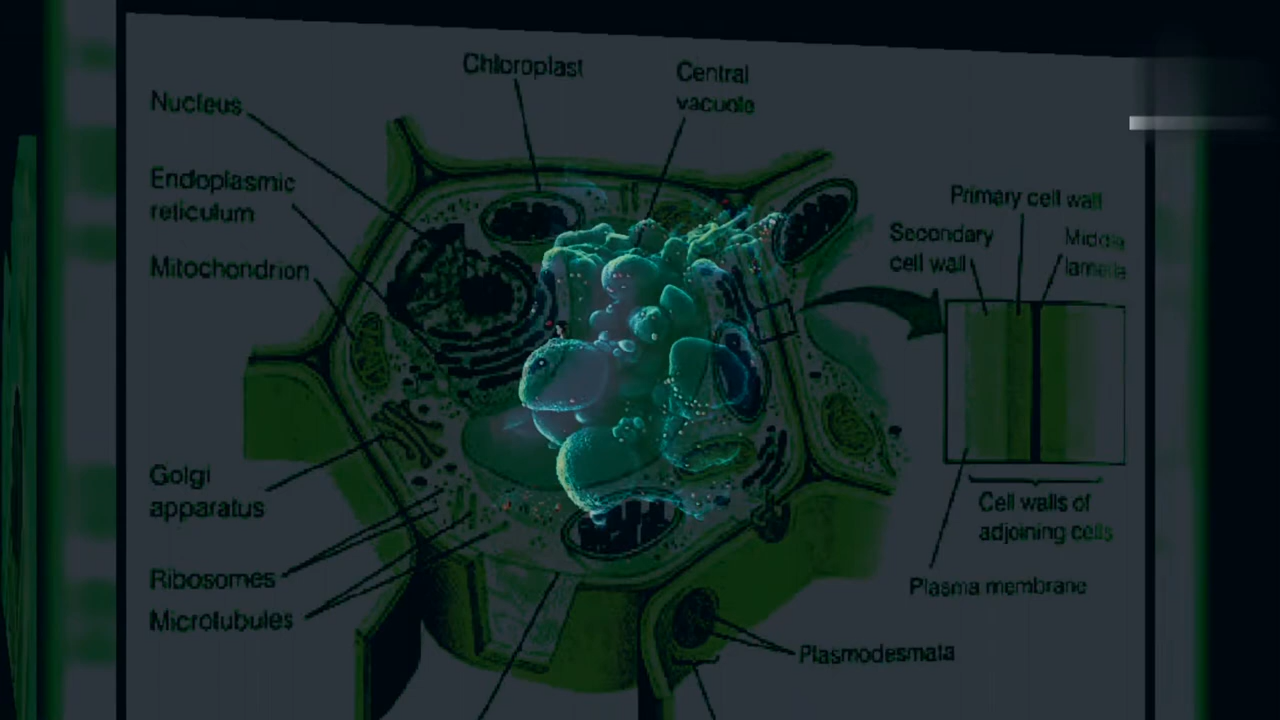 Chloroplast
Central
vacuole
Nucleus
Endoplasmic
reticulum
Mitochondrion
Primary cell wall
Secondary
cell wall
Middle
lamella
Golgi
apparatus
Cell walls of
adjoining cells
Ribosomes
Plasma membrane
Microtubules
Plasmodesmata